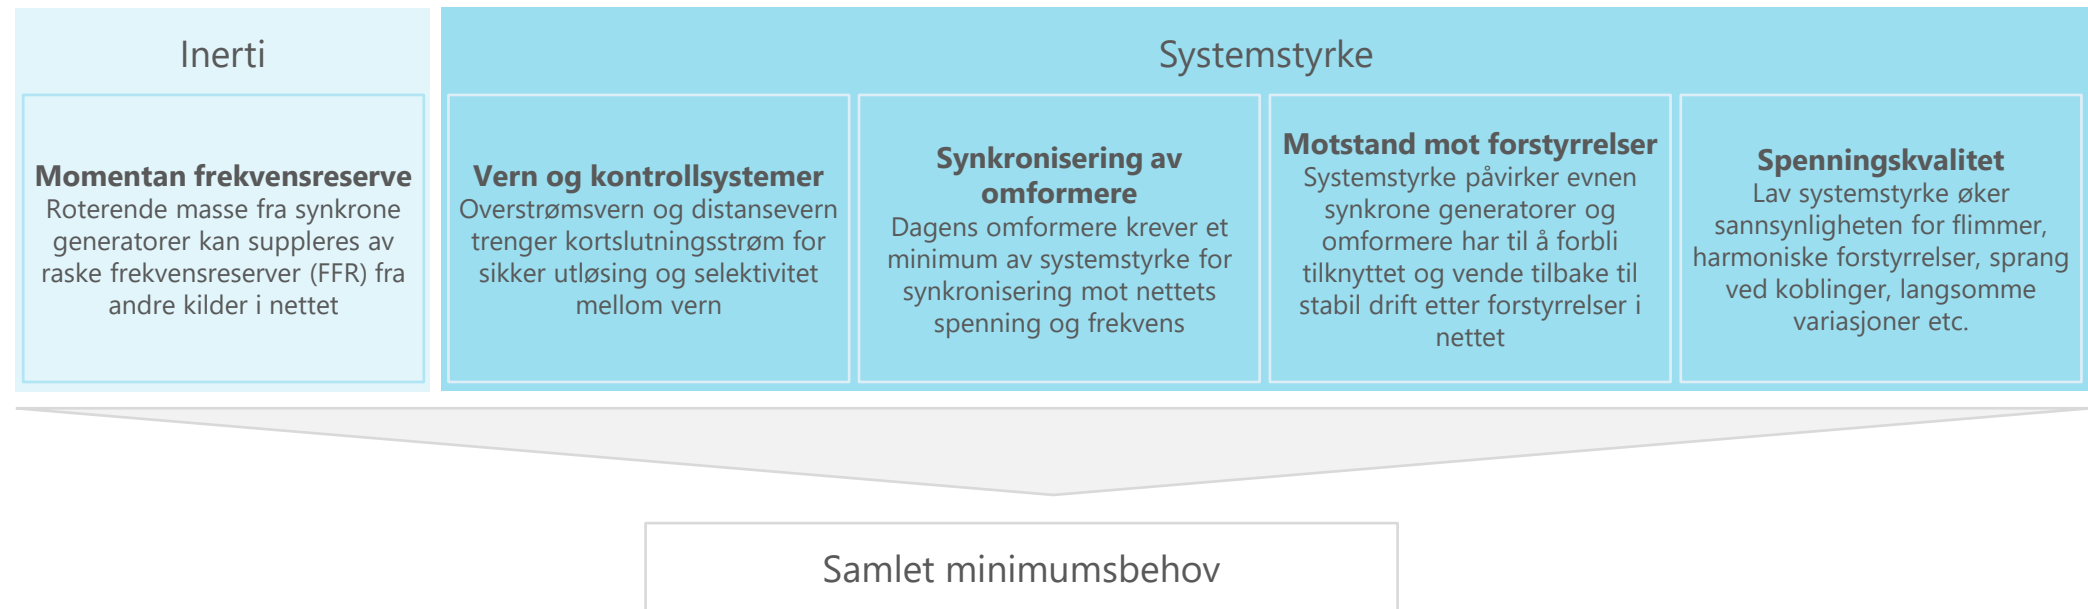 Inerti
Momentan frekvensreserve
Roterende masse fra synkrone
generatorer kan suppleres av
raske frekvensreserver (FFR) fra
andre kilder i nettet
Systemstyrke
Vern og kontrollsystemer
Overstrømsvern og distansevern
trenger kortslutningsstrøm for
sikker utløsing og selektivitet
mellom vern
Synkronisering av
omformere
Dagens omformere krever et
minimum av systemstyrke for
synkronisering mot nettets
spenning og frekvens
Motstand mot forstyrrelser
Systemstyrke påvirker evnen
synkrone generatorer og
omformere har til å forbli
tilknyttet og vende tilbake til
stabil drift etter forstyrrelser i
nettet
Spenningskvalitet
Lav systemstyrke øker
sannsynligheten for flimmer,
harmoniske forstyrrelser, sprang
ved koblinger, langsomme
variasjoner etc.
Samlet minimumsbehov